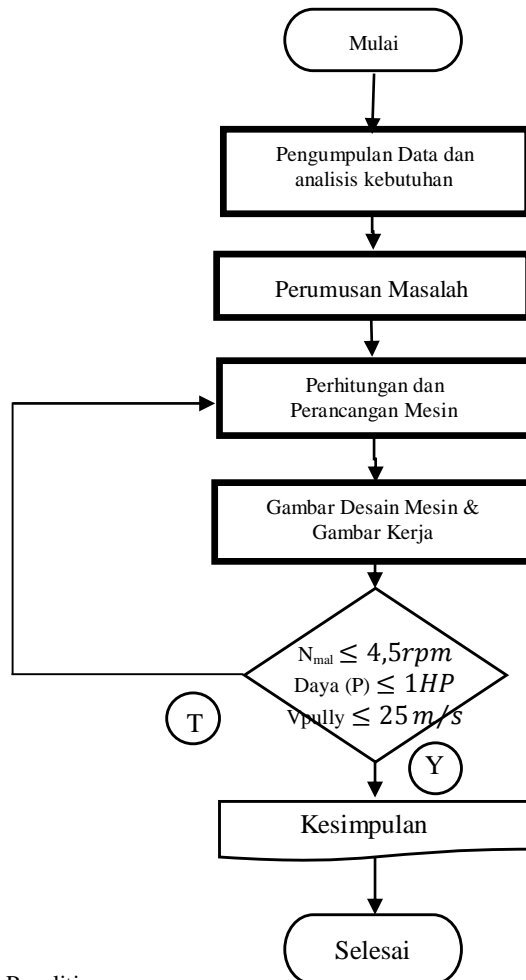 Mulai
Pengumpulan Data dan
analisis kebutuhan
Perumusan Masalah
Perhitungan dan
Perancangan Mesin
Gambar Desain Mesin &
Gambar Kerja
N_mal ≤ 4,5rpm
Daya (P) ≤ 1HP
Vpully ≤ 25 m/s
T
Y
Kesimpulan
Selesai